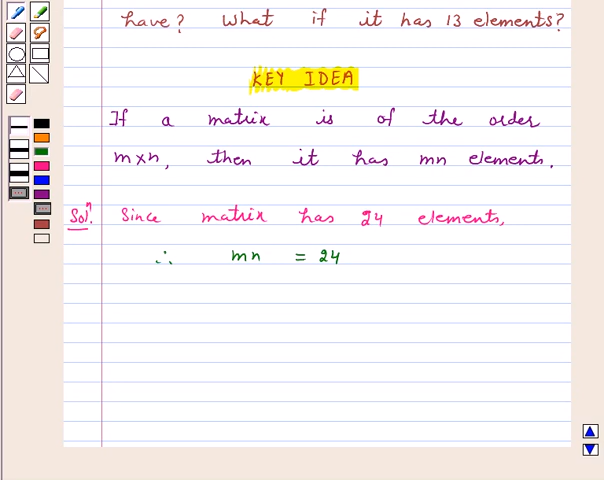 have? What if it has 13 elements?
KEY IDEA
If a matrix is of the order
m×n, then it has mn elements.
Solⁿ. Since matrix has 24 elements,
∴ mn = 24